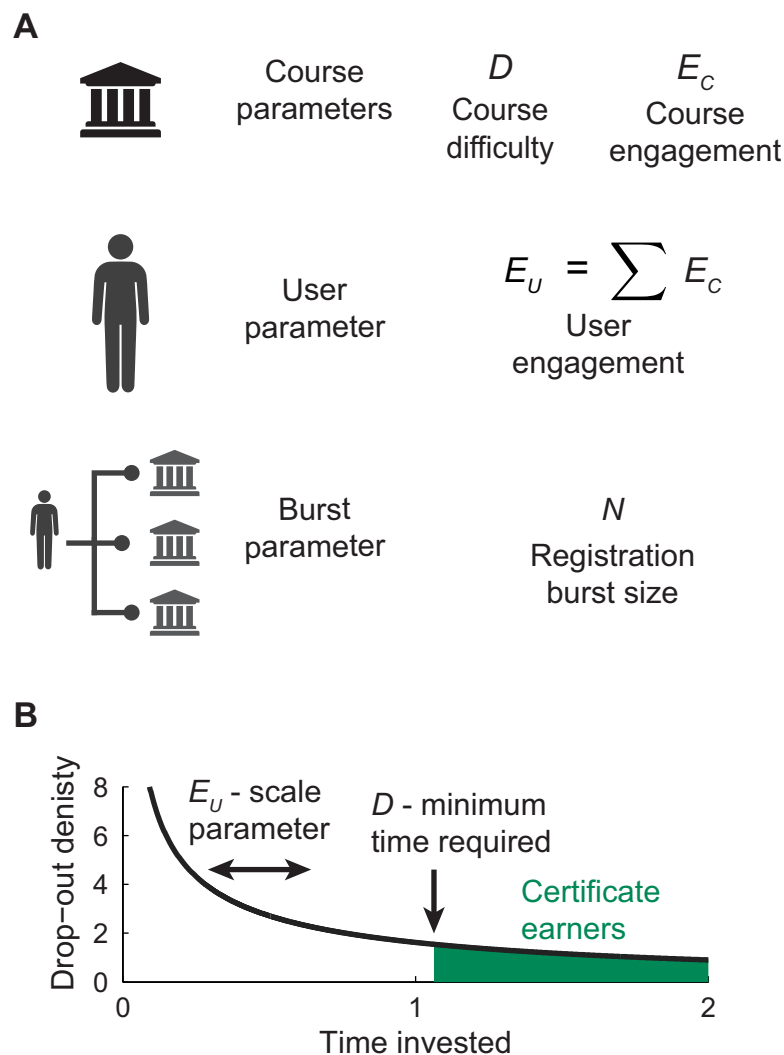 A
Course
parameters
D
Course
difficulty
E_C
Course
engagement
User
parameter
E_U = ∑ E_C
User
engagement
Burst
parameter
N
Registration
burst size
B
Drop−out denisty
8
6
4
2
0
E_U - scale
parameter
D - minimum
time required
Certificate
earners
0
1
2
Time invested